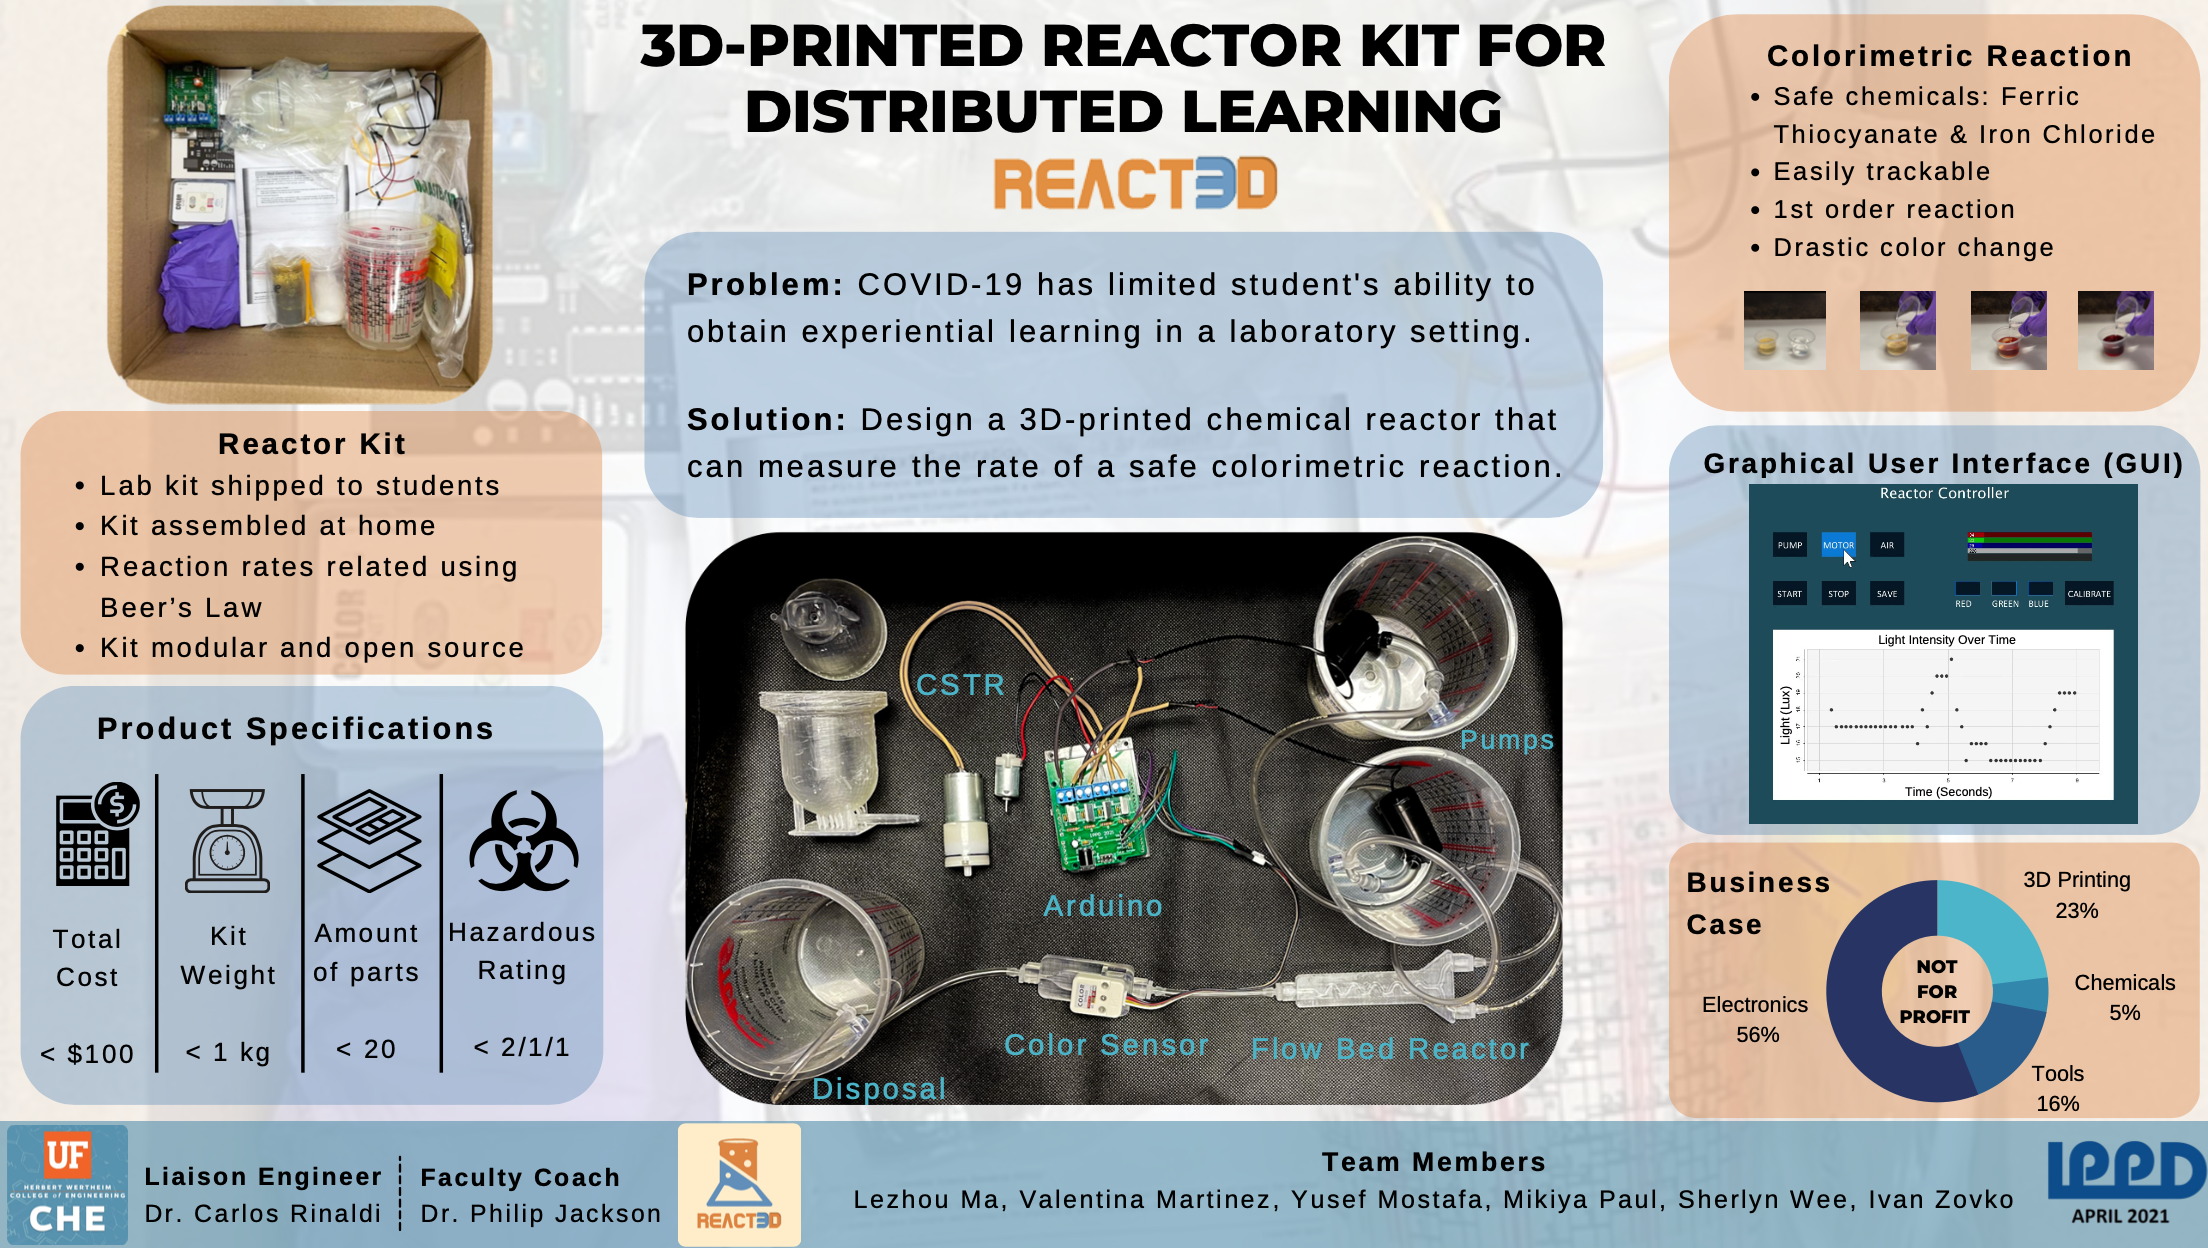 3D-PRINTED REACTOR KIT FOR
DISTRIBUTED LEARNING
REACT3D
Problem: COVID-19 has limited student's ability to
obtain experiential learning in a laboratory setting.
Solution: Design a 3D-printed chemical reactor that
can measure the rate of a safe colorimetric reaction.
Reactor Kit
• Lab kit shipped to students
• Kit assembled at home
• Reaction rates related using
Beer's Law
• Kit modular and open source
Product Specifications
Total
Cost
< $100
Kit
Weight
< 1 kg
Amount
of parts
< 20
Hazardous
Rating
< 2/1/1
CSTR
Pumps
Arduino
Color Sensor
Flow Bed Reactor
Disposal
Colorimetric Reaction
• Safe chemicals: Ferric
Thiocyanate & Iron Chloride
• Easily trackable
• 1st order reaction
• Drastic color change
Graphical User Interface (GUI)
Reactor Controller
PUMP MOTOR AIR
START STOP SAVE
RED GREEN BLUE CALIBRATE
Light Intensity Over Time
Light (Lux)
Time (Seconds)
Business
Case
3D Printing
23%
Chemicals
5%
Tools
16%
Electronics
56%
NOT
FOR
PROFIT
UF
HERBERT WERTHEIM
COLLEGE of ENGINEERING
CHE
Liaison Engineer
Dr. Carlos Rinaldi
Faculty Coach
Dr. Philip Jackson
REACT3D
Team Members
Lezhou Ma, Valentina Martinez, Yusef Mostafa, Mikiya Paul, Sherlyn Wee, Ivan Zovko
IPPD
APRIL 2021